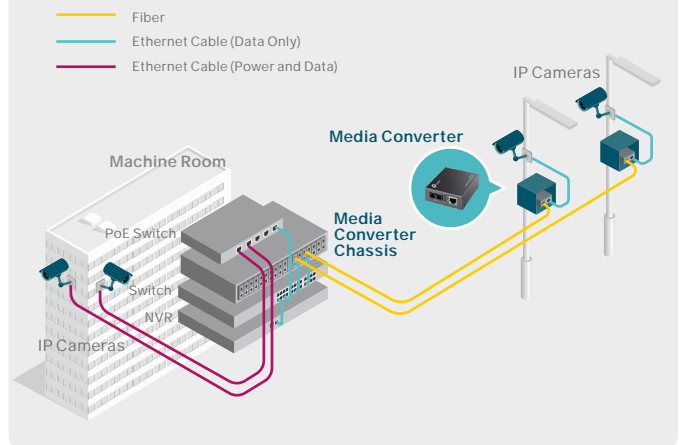 Fiber
Ethernet Cable (Data Only)
Ethernet Cable (Power and Data)
IP Cameras
Media Converter
Machine Room
PoE Switch
Media
Converter
Chassis
Switch
NVR
IP Cameras